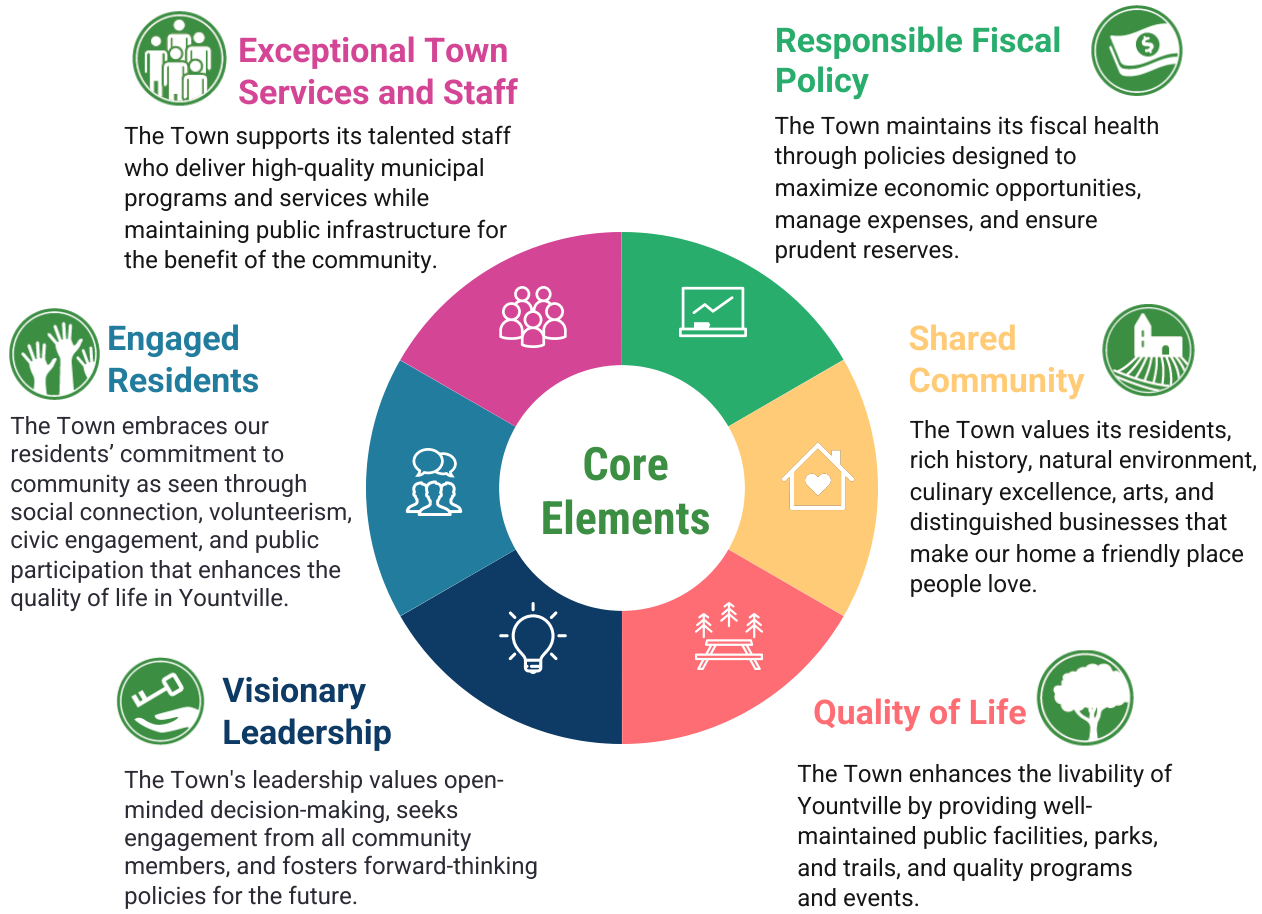 Exceptional Town
Services and Staff
The Town supports its talented staff
who deliver high-quality municipal
programs and services while
maintaining public infrastructure for
the benefit of the community.
Responsible Fiscal
Policy
The Town maintains its fiscal health
through policies designed to
maximize economic opportunities,
manage expenses, and ensure
prudent reserves.
Engaged
Residents
The Town embraces our
residents’ commitment to
community as seen through
social connection, volunteerism,
civic engagement, and public
participation that enhances the
quality of life in Yountville.
Core
Elements
Shared
Community
The Town values its residents,
rich history, natural environment,
culinary excellence, arts, and
distinguished businesses that
make our home a friendly place
people love.
Visionary
Leadership
The Town's leadership values open-
minded decision-making, seeks
engagement from all community
members, and fosters forward-thinking
policies for the future.
Quality of Life
The Town enhances the livability of
Yountville by providing well-
maintained public facilities, parks,
and trails, and quality programs
and events.
$